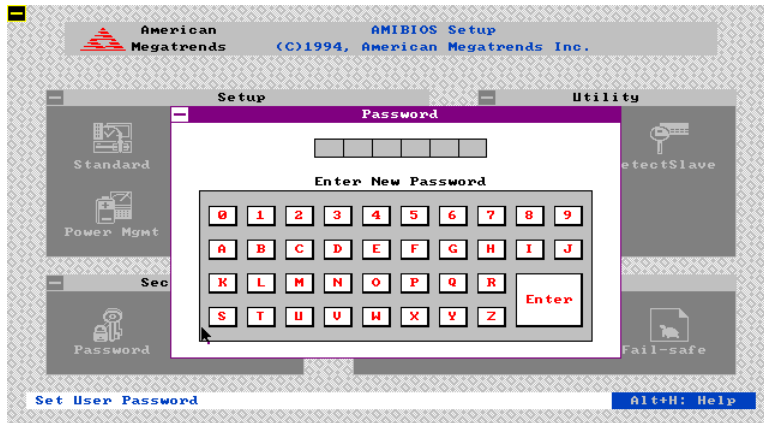 American
Megatrends
AMIBIOS Setup
(C)1994, American Megatrends Inc.
Setup
Utility
Password
Standard
etectSlave
Enter New Password
0 1 2 3 4 5 6 7 8 9
Power Mgmt
A B C D E F G H I J
Sec
K L M N O P Q R
Enter
S T U V W X Y Z
Password
Fail-safe
Set User Password
Alt+H: Help